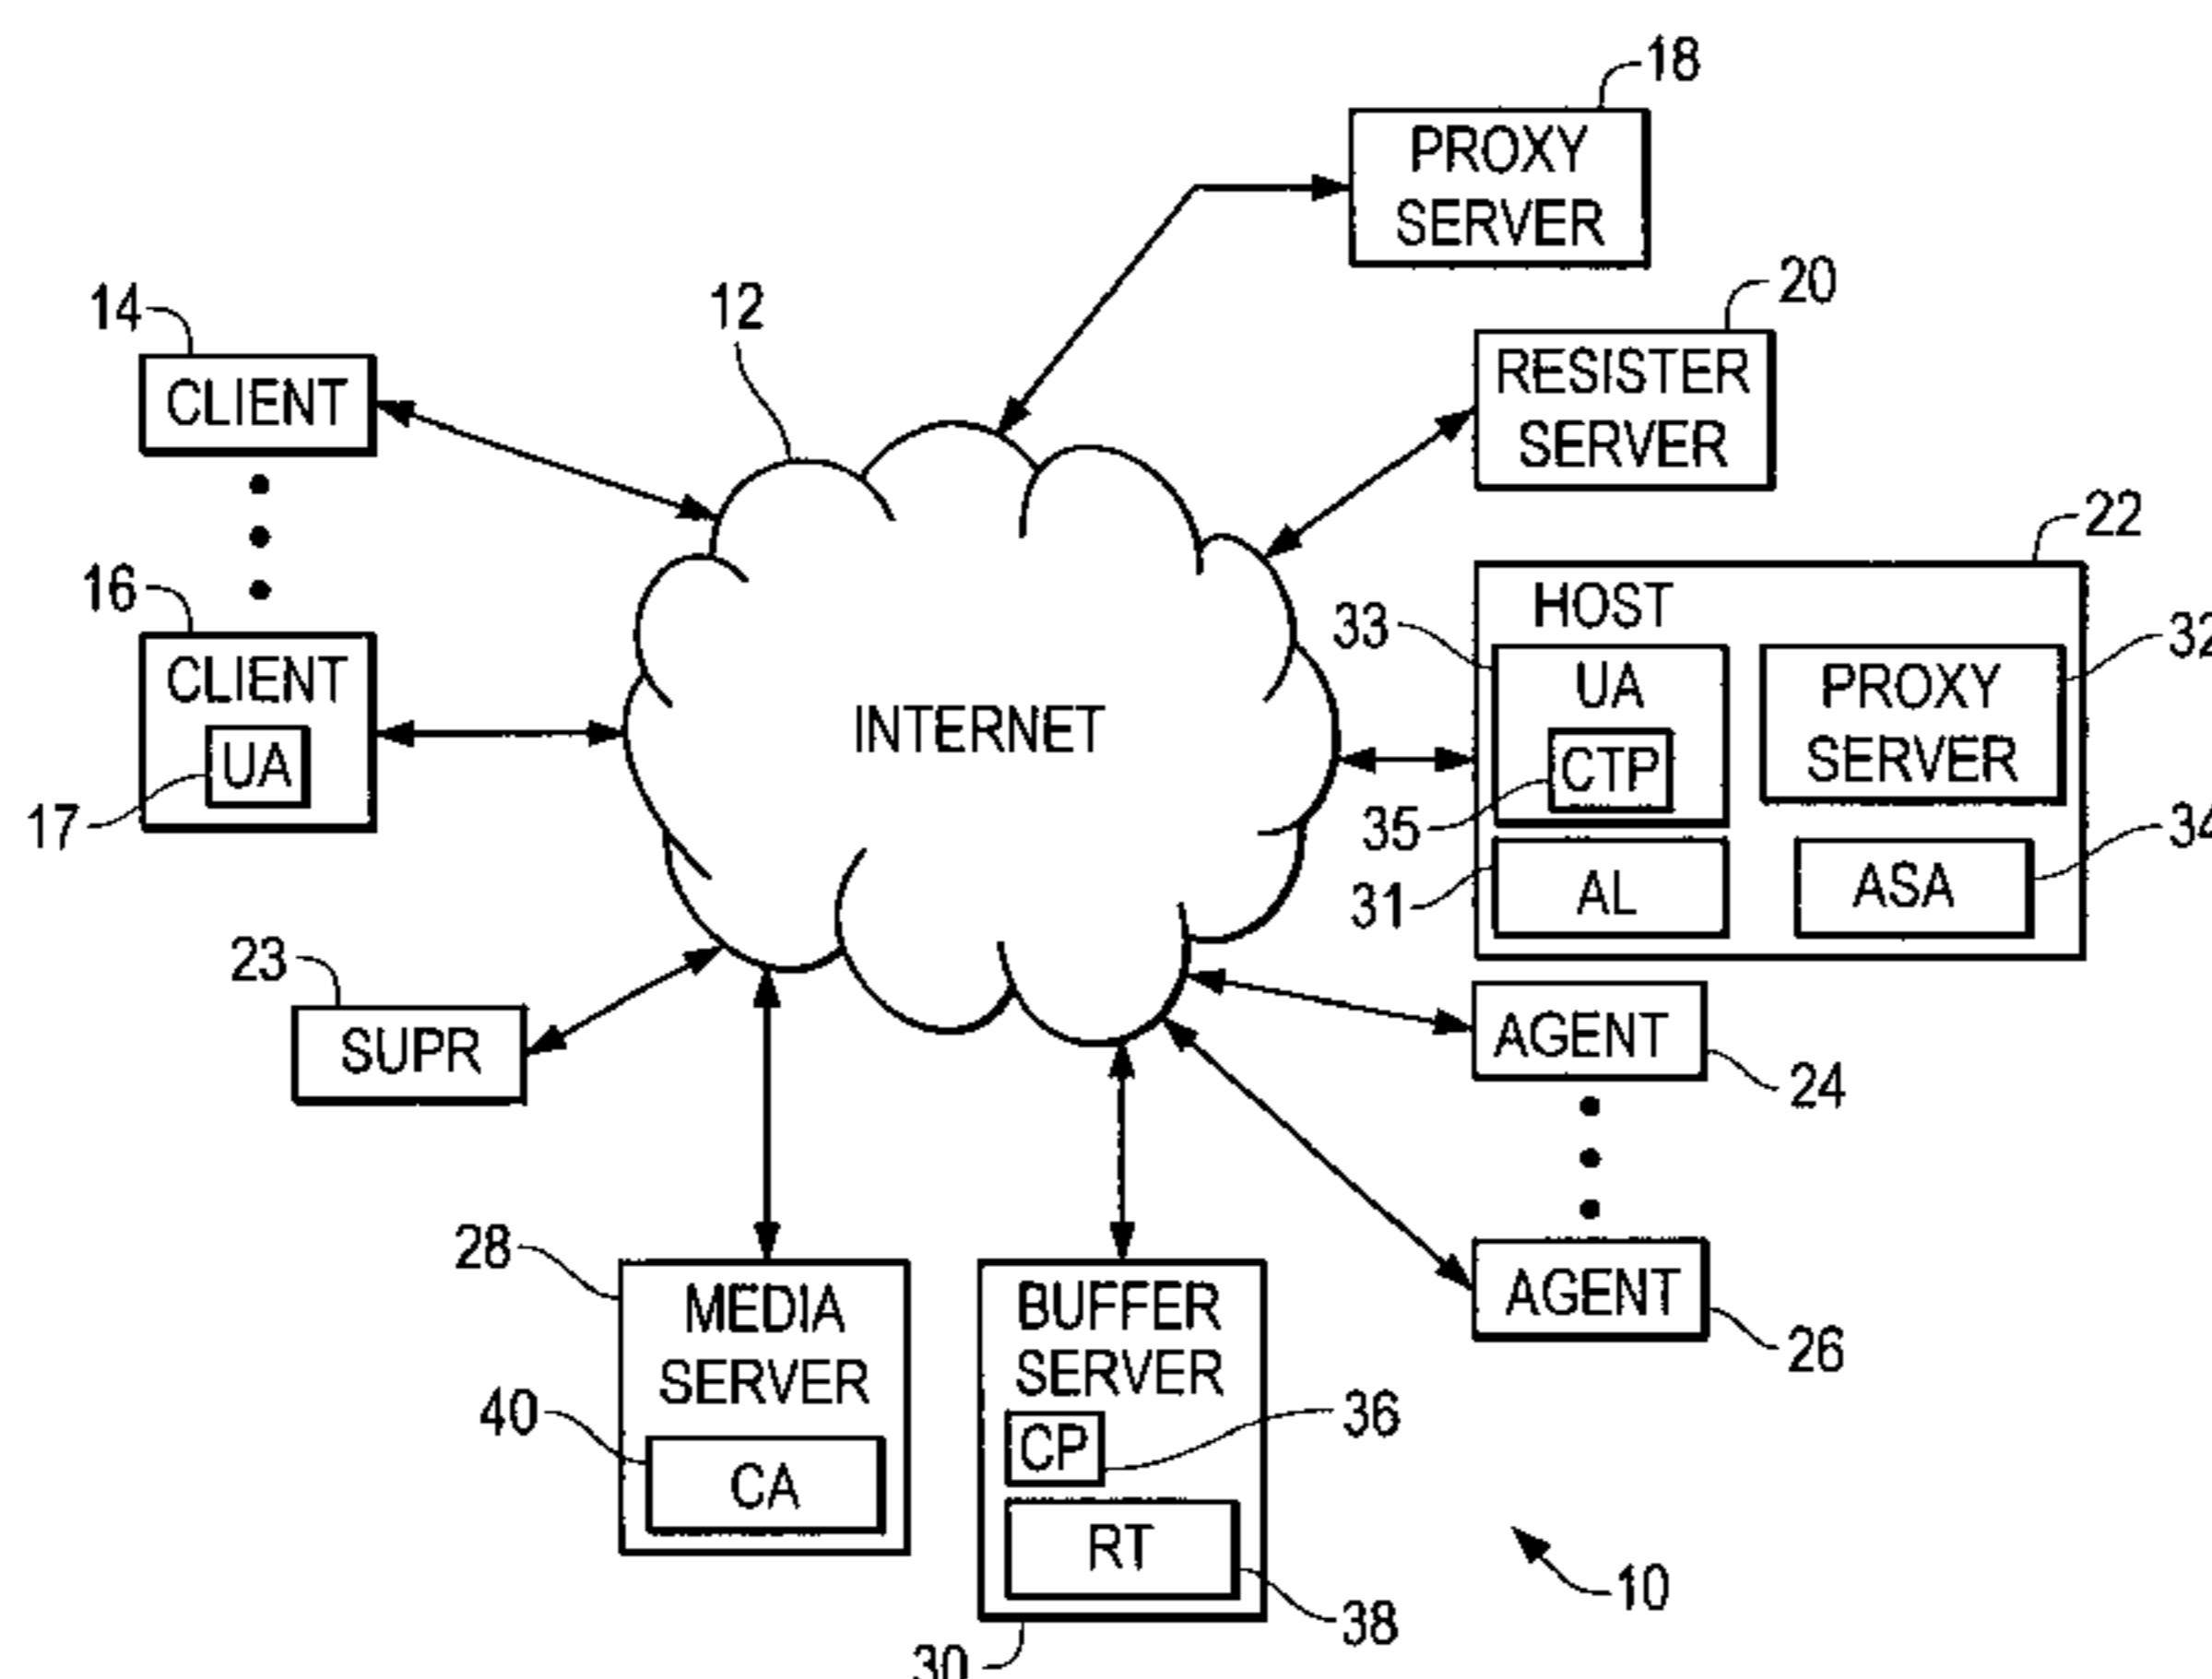 18
PROXY
SERVER
20
RESISTER
SERVER
14
CLIENT
12
16
CLIENT
UA
17
INTERNET
22
HOST
33
UA
CTP
35
32
PROXY
SERVER
31
AL
34
ASA
23
SUPR
AGENT
24
AGENT
26
28
MEDIA
SERVER
40
CA
BUFFER
SERVER
CP
36
RT
38
30
10